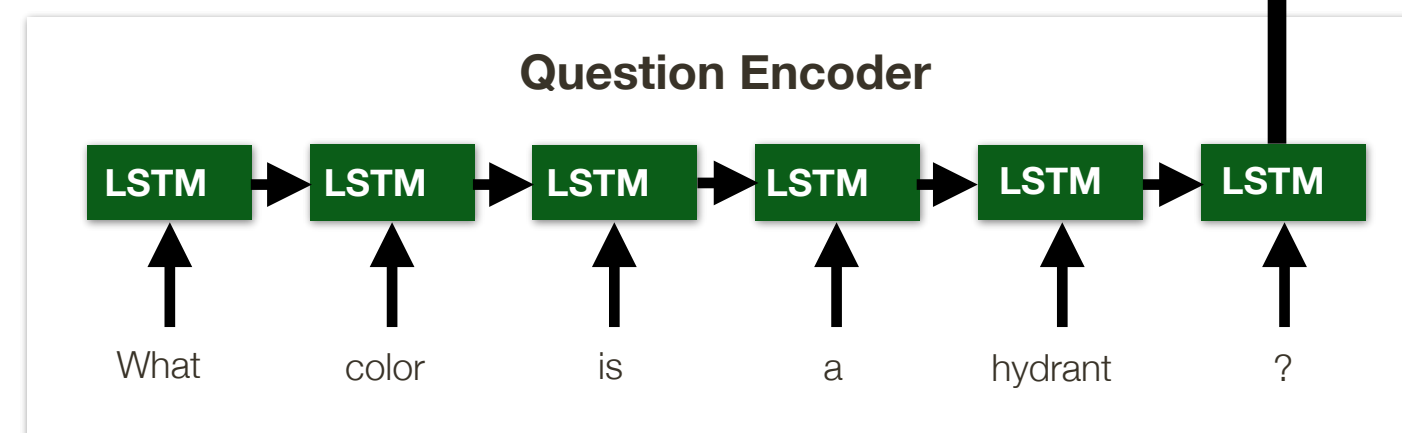 Question Encoder
LSTM LSTM LSTM LSTM LSTM LSTM
What color is a hydrant ?